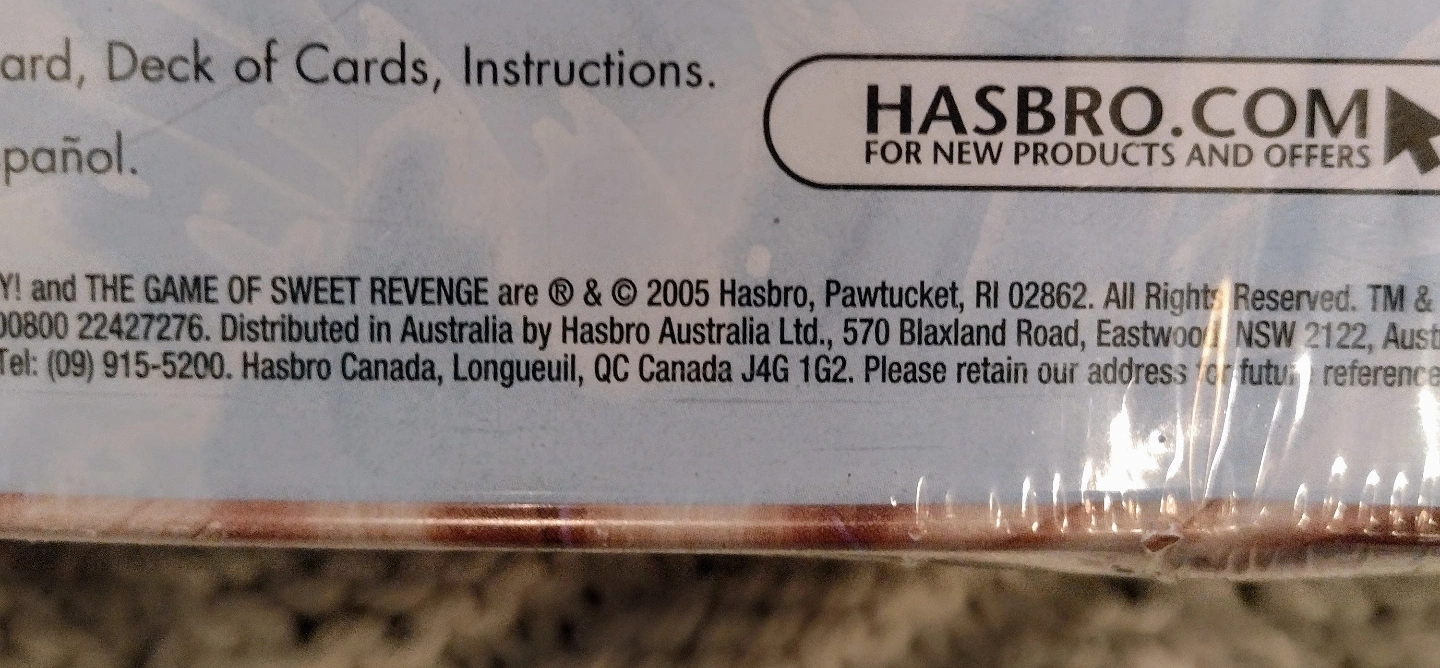 ard, Deck of Cards, Instructions.
pañol.
HASBRO.COM
FOR NEW PRODUCTS AND OFFERS
Y! and THE GAME OF SWEET REVENGE are ® & © 2005 Hasbro, Pawtucket, RI 02862. All Rights Reserved. TM &
00800 22427276. Distributed in Australia by Hasbro Australia Ltd., 570 Blaxland Road, Eastwood, NSW 2122, Aust
Tel: (09) 915-5200. Hasbro Canada, Longueuil, QC Canada J4G 1G2. Please retain our address for future reference